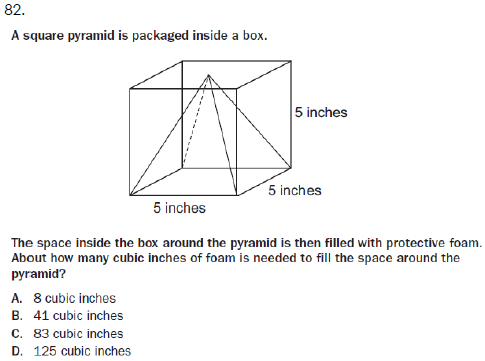 82.
A square pyramid is packaged inside a box.
5 inches
5 inches
5 inches
The space inside the box around the pyramid is then filled with protective foam.
About how many cubic inches of foam is needed to fill the space around the
pyramid?
A. 8 cubic inches
B. 41 cubic inches
C. 83 cubic inches
D. 125 cubic inches